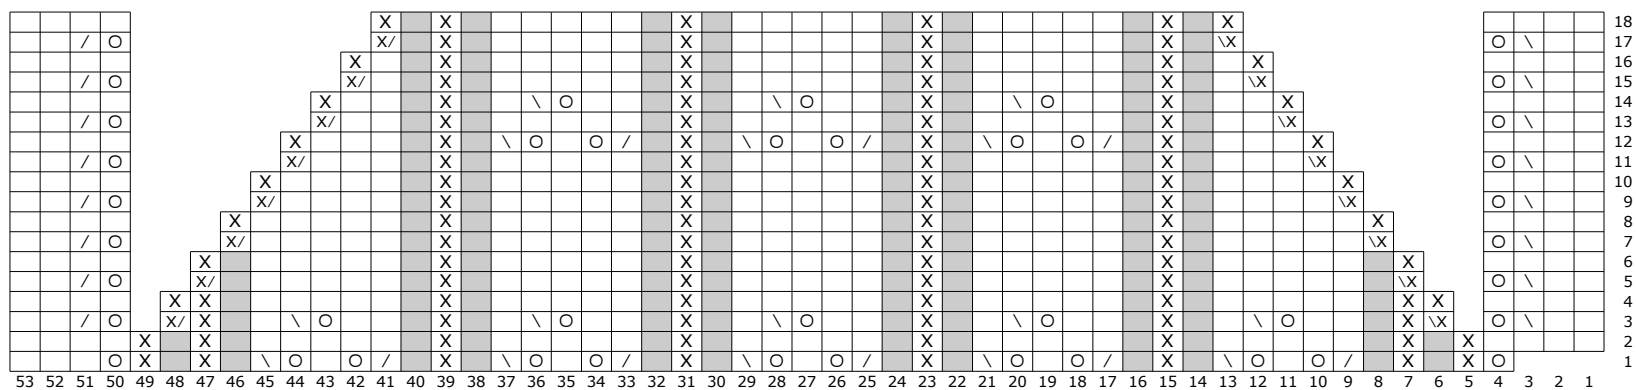 X X X X X X 18
/ O X/ X X X X \X O \ 17
X X X X X X 16
/ O X/ X X X X \X O \ 15
X X \ O X \ O X \ O X X 14
/ O X/ X X X X \X O \ 13
X X \ O O / X \ O O / X \ O O / X X 12
/ O X/ X X X X \X O \ 11
X X X X X X 10
/ O X/ X X X X \X O \ 9
X X X X X X 8
/ O X/ X X X X \X O \ 7
X X X X X X 6
/ O X/ X X X X \X O \ 5
X X X X X X X X 4
/ O X/ X \ O X \ O X \ O X \ O X \ O X \X O \ 3
X X X X X X X X 2
O X X \ O O / X \ O O / X \ O O / X \ O O / X \ O O / X X O 1
53 52 51 50 49 48 47 46 45 44 43 42 41 40 39 38 37 36 35 34 33 32 31 30 29 28 27 26 25 24 23 22 21 20 19 18 17 16 15 14 13 12 11 10 9 8 7 6 5 4 3 2 1